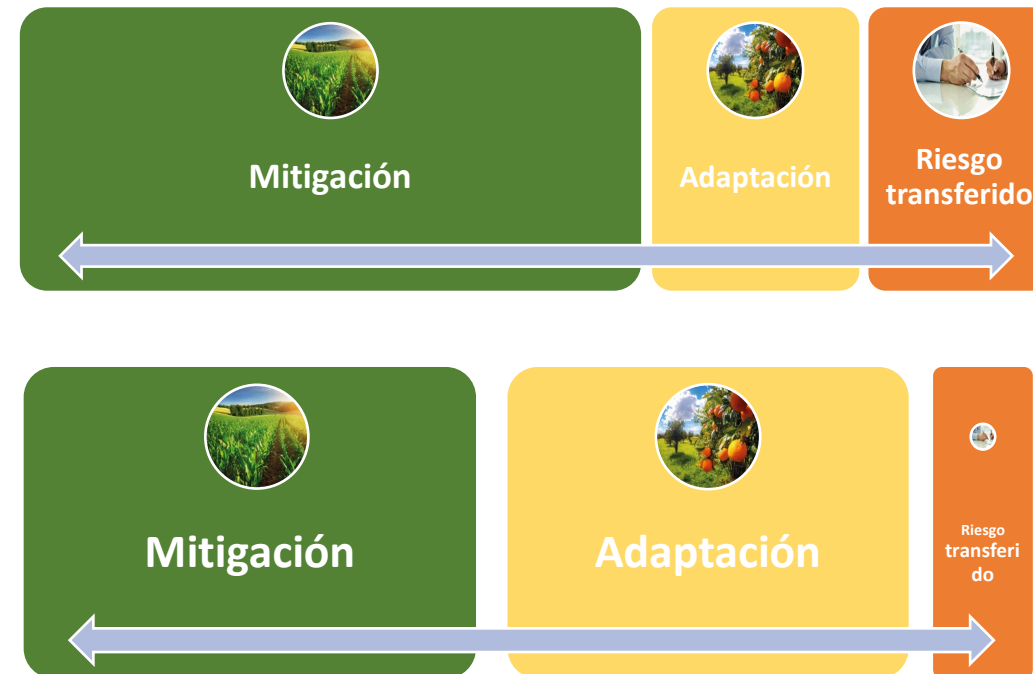 Mitigación
Adaptación
Riesgo
transferido
Mitigación
Adaptación
Riesgo
transferi
do